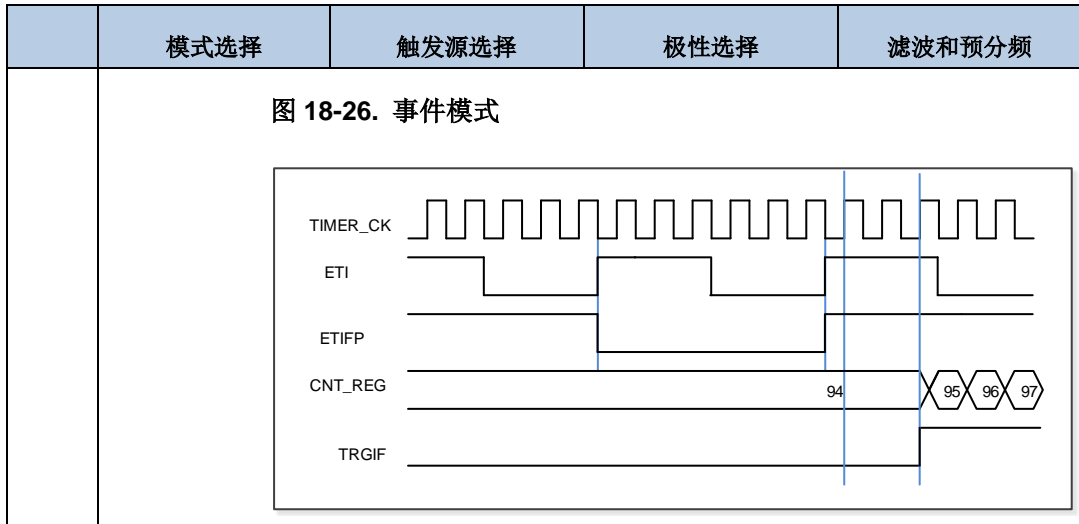 模式选择 触发源选择 极性选择 滤波和预分频
图 18-26. 事件模式
TIMER_CK
ETI
ETIFP
CNT_REG 94 95 96 97
TRGIF